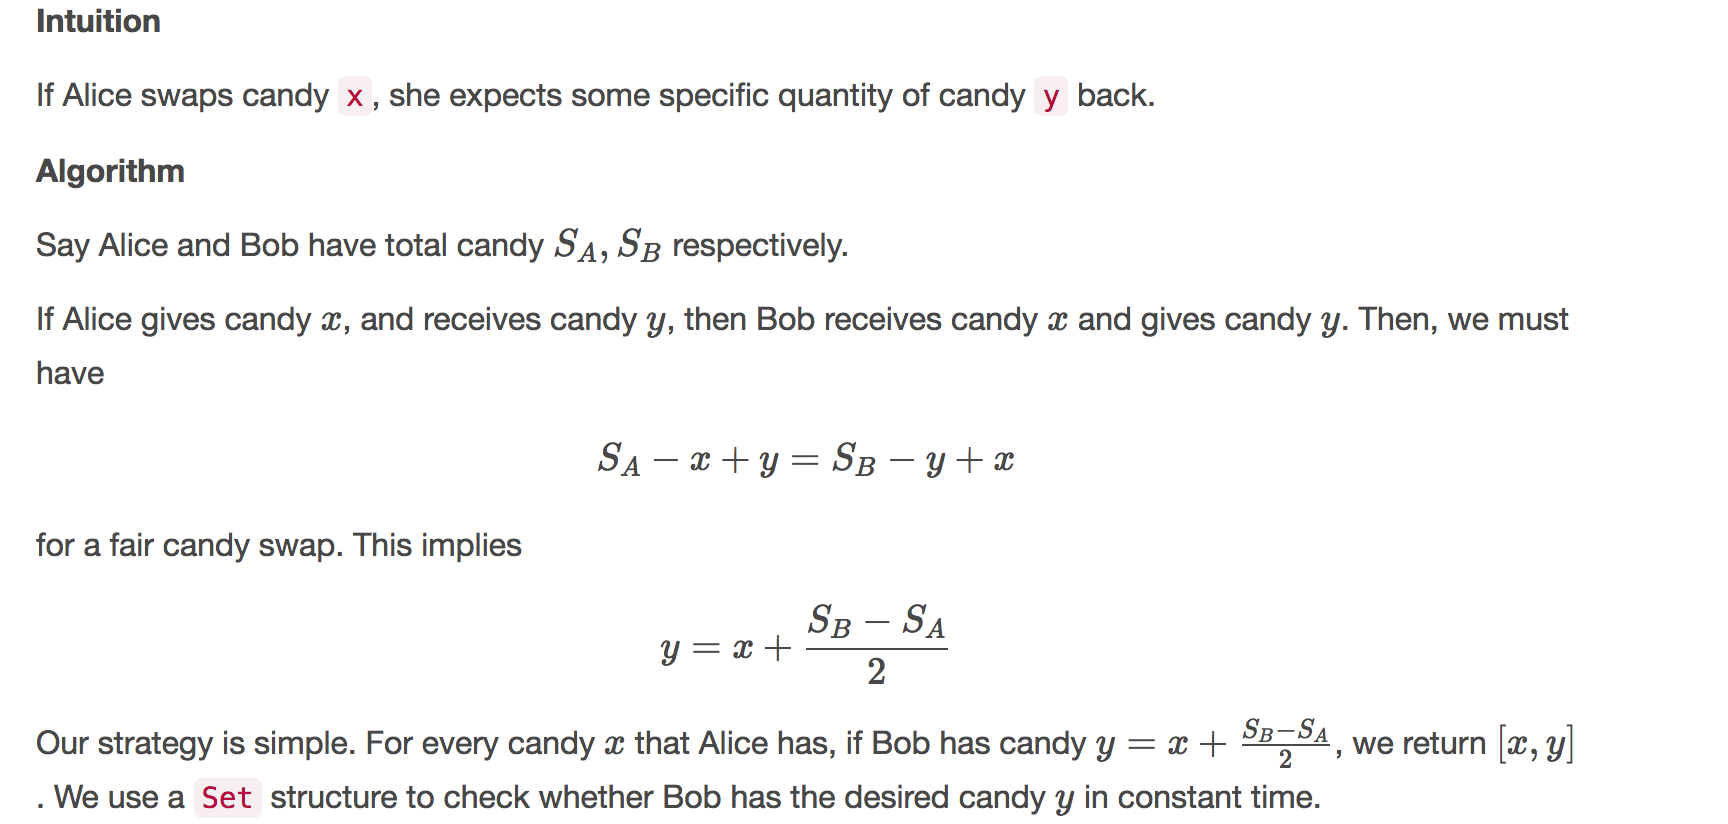 Intuition
If Alice swaps candy x, she expects some specific quantity of candy y back.
Algorithm
Say Alice and Bob have total candy S_A, S_B respectively.
If Alice gives candy x, and receives candy y, then Bob receives candy x and gives candy y. Then, we must
have
S_A − x + y = S_B − y + x
for a fair candy swap. This implies
y = x + \frac{S_B − S_A}{2}
Our strategy is simple. For every candy x that Alice has, if Bob has candy y = x + \frac{S_B−S_A}{2}, we return [x, y]
. We use a Set structure to check whether Bob has the desired candy y in constant time.